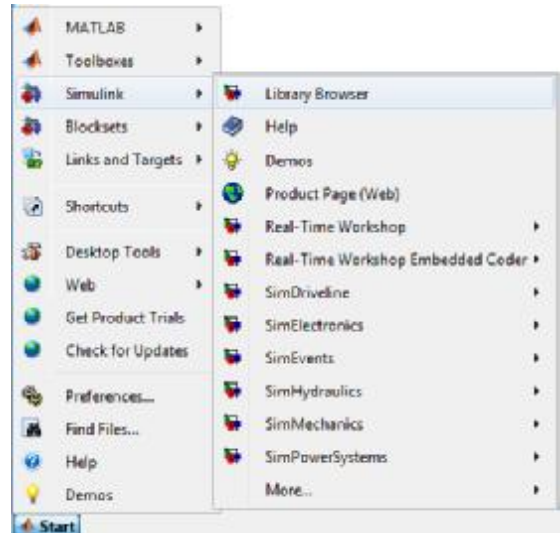 MATLAB
Toolboxes
Simulink
Blocksets
Links and Targets
Shortcuts
Desktop Tools
Web
Get Product Trials
Check for Updates
Preferences...
Find Files...
Help
Demos
Start
Library Browser
Help
Demos
Product Page (Web)
Real-Time Workshop
Real-Time Workshop Embedded Coder
SimDriveline
SimElectronics
SimEvents
SimHydraulics
SimMechanics
SimPowerSystems
More...